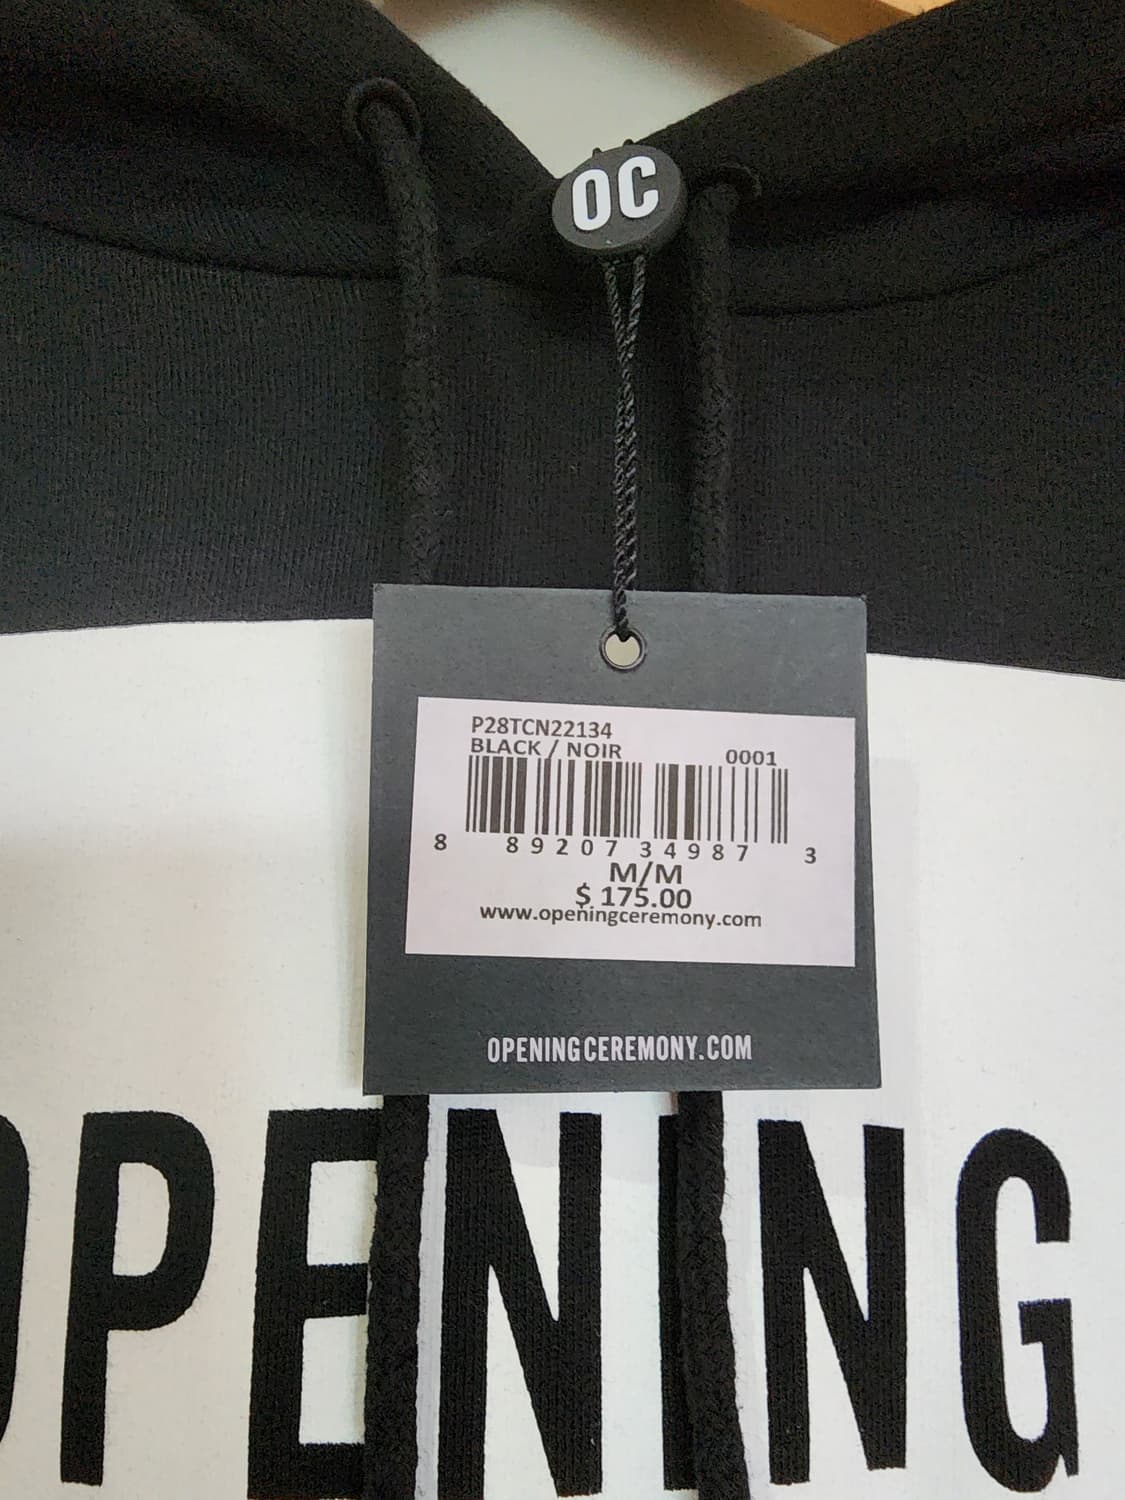 OC
P28TCN22134
BLACK / NOIR 0001
8 89207 34987 3
M/M
$ 175.00
www.openingceremony.com
OPENINGCEREMONY.COM
OPENING